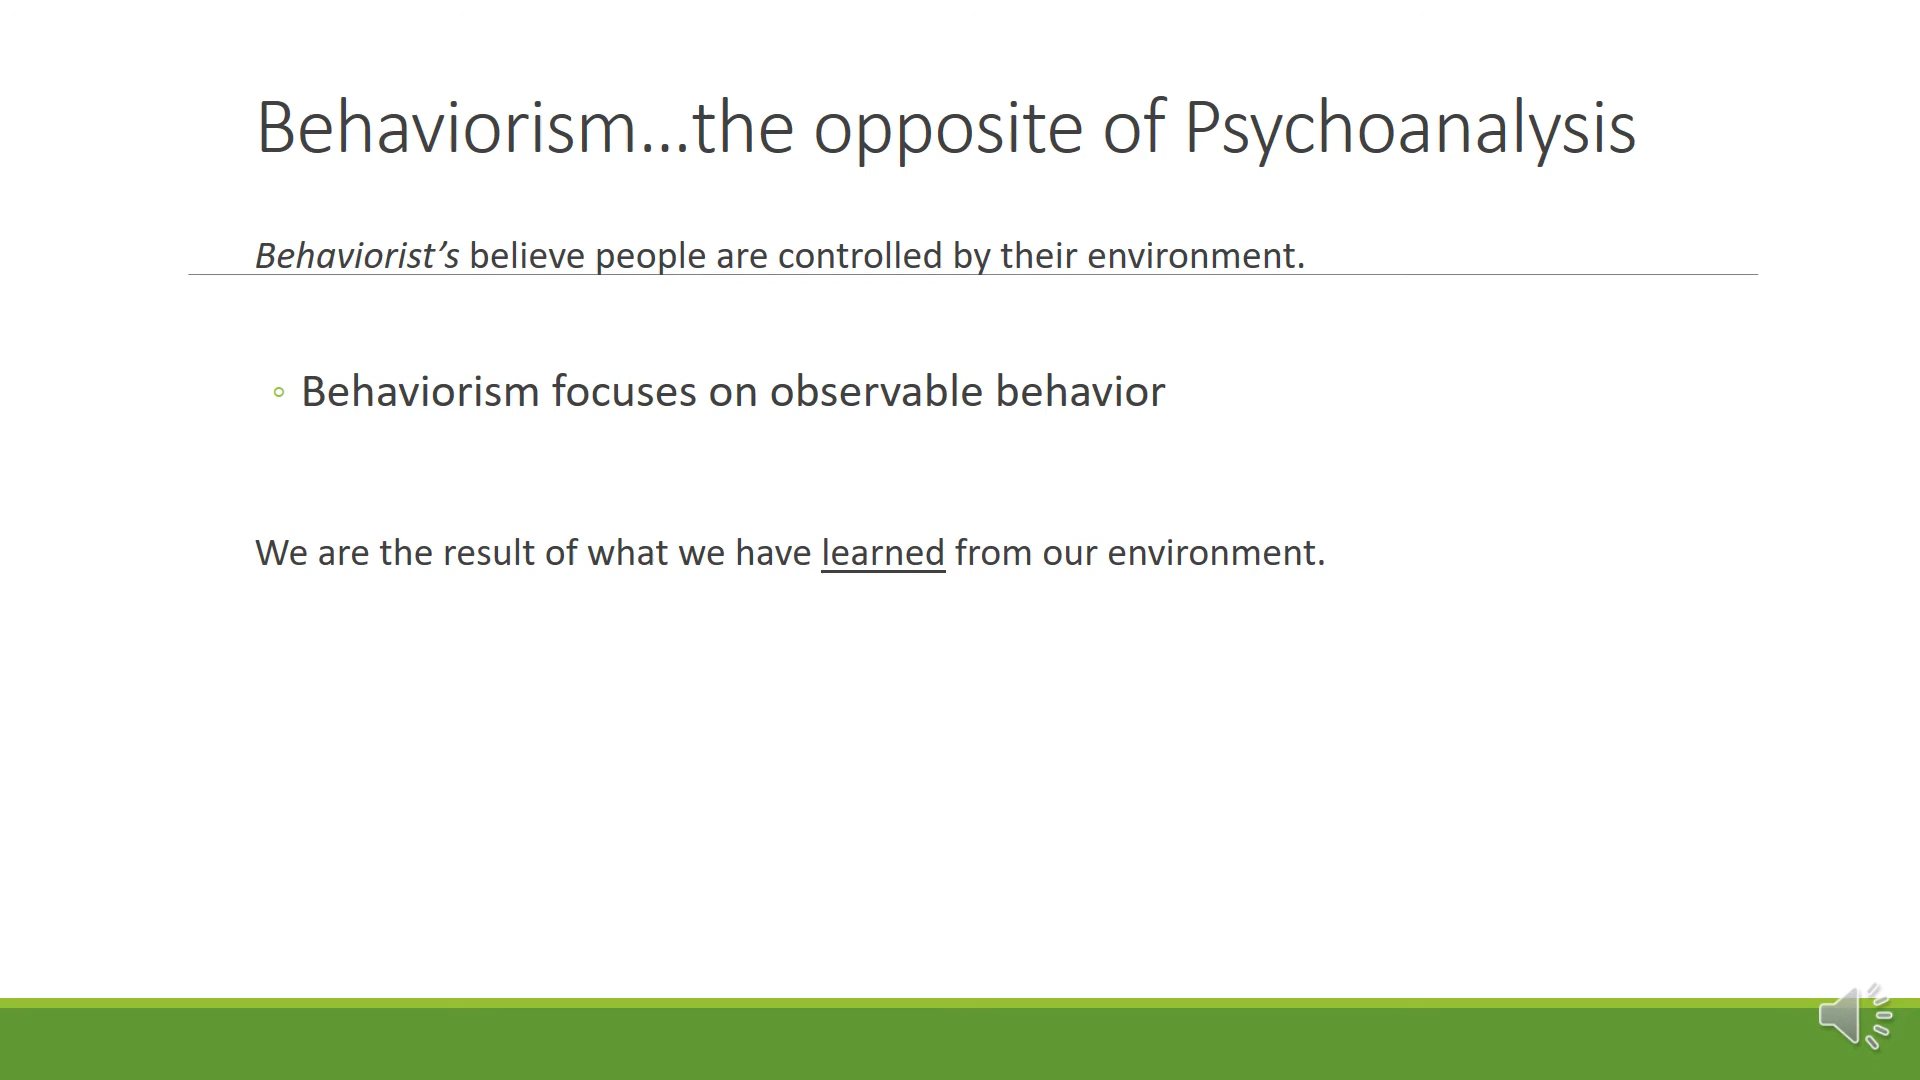 Behaviorism...the opposite of Psychoanalysis
Behaviorist’s believe people are controlled by their environment.
◦ Behaviorism focuses on observable behavior
We are the result of what we have learned from our environment.